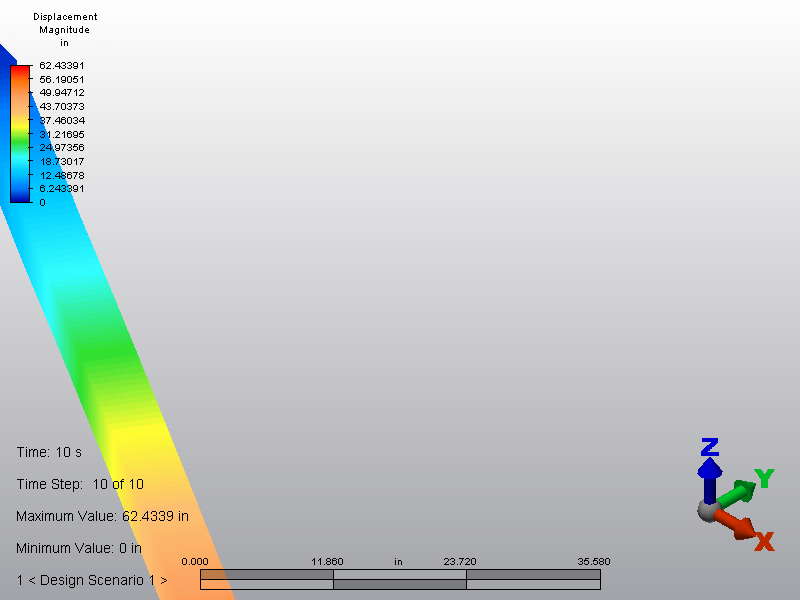 Displacement
Magnitude
in
62.43391
56.19051
49.94712
43.70373
37.46034
31.21695
24.97356
18.73017
12.48678
6.243391
0
Time: 10 s
Time Step: 10 of 10
Maximum Value: 62.4339 in
Minimum Value: 0 in
1 < Design Scenario 1 >
0.000 11.860 in 23.720 35.580
Z
Y
X